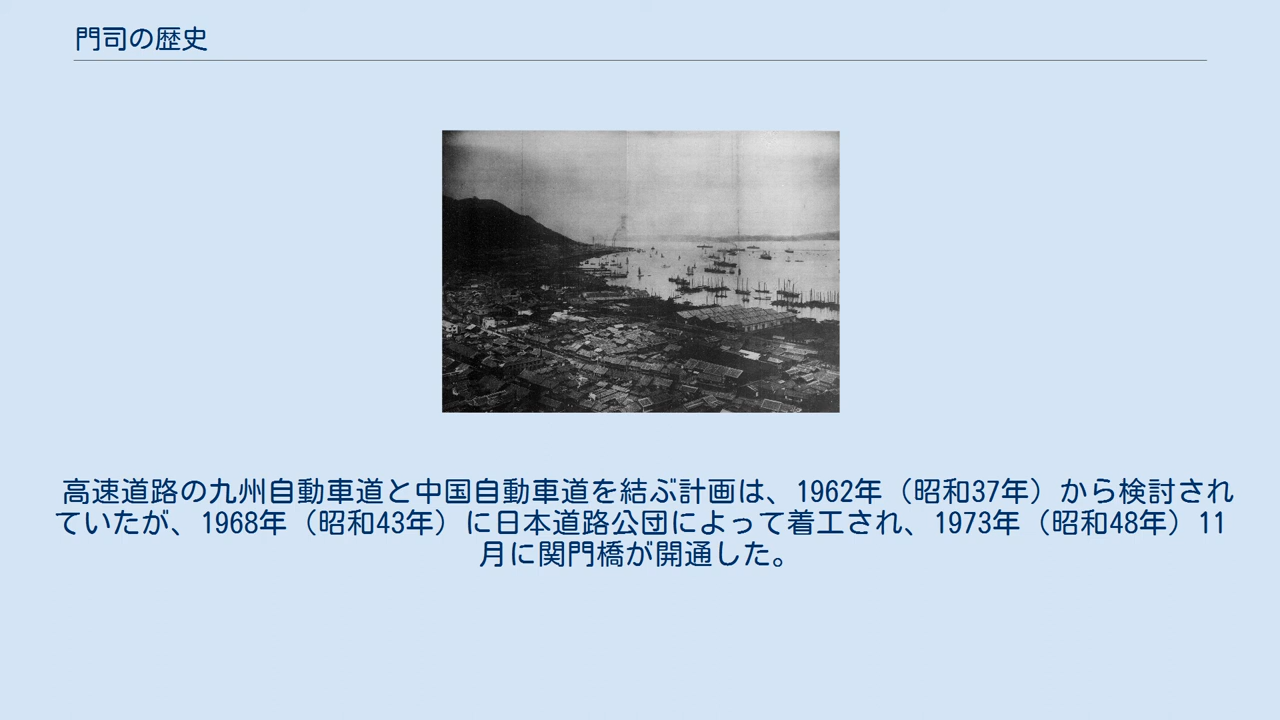 門司の歴史
高速道路の九州自動車道と中国自動車道を結ぶ計画は、1962年（昭和37年）から検討され
ていたが、1968年（昭和43年）に日本道路公団によって着工され、1973年（昭和48年）11
月に関門橋が開通した。